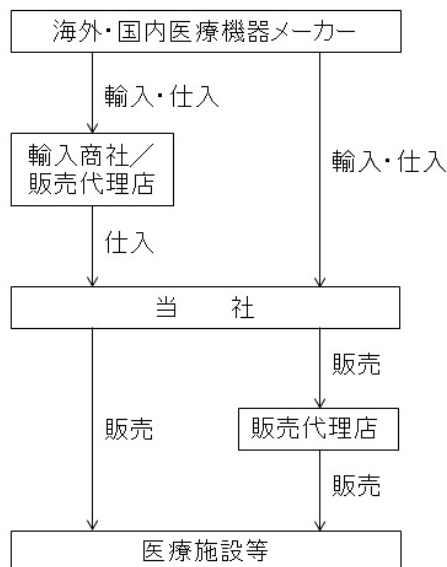 海外・国内医療機器メーカー
輸入・仕入
輸入商社／
販売代理店
輸入・仕入
仕入
当　　社
販売
販売
販売代理店
販売
医療施設等